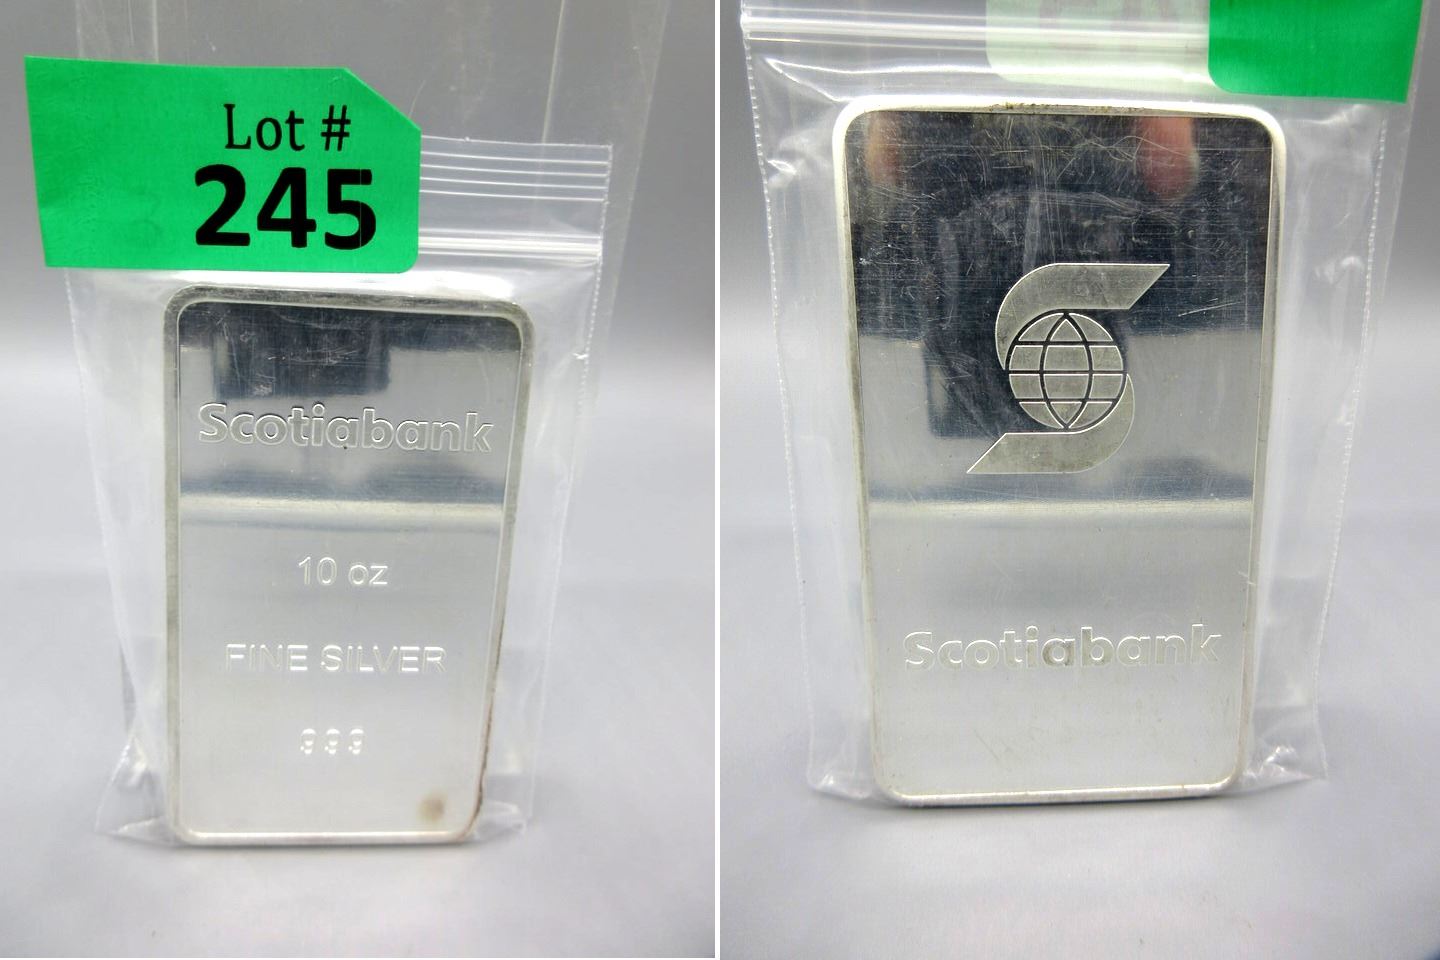 Lot #
245
Scotiabank
10 oz
FINE SILVER
999
Scotiabank